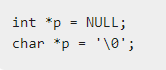 int *p = NULL;
char *p = '\0';